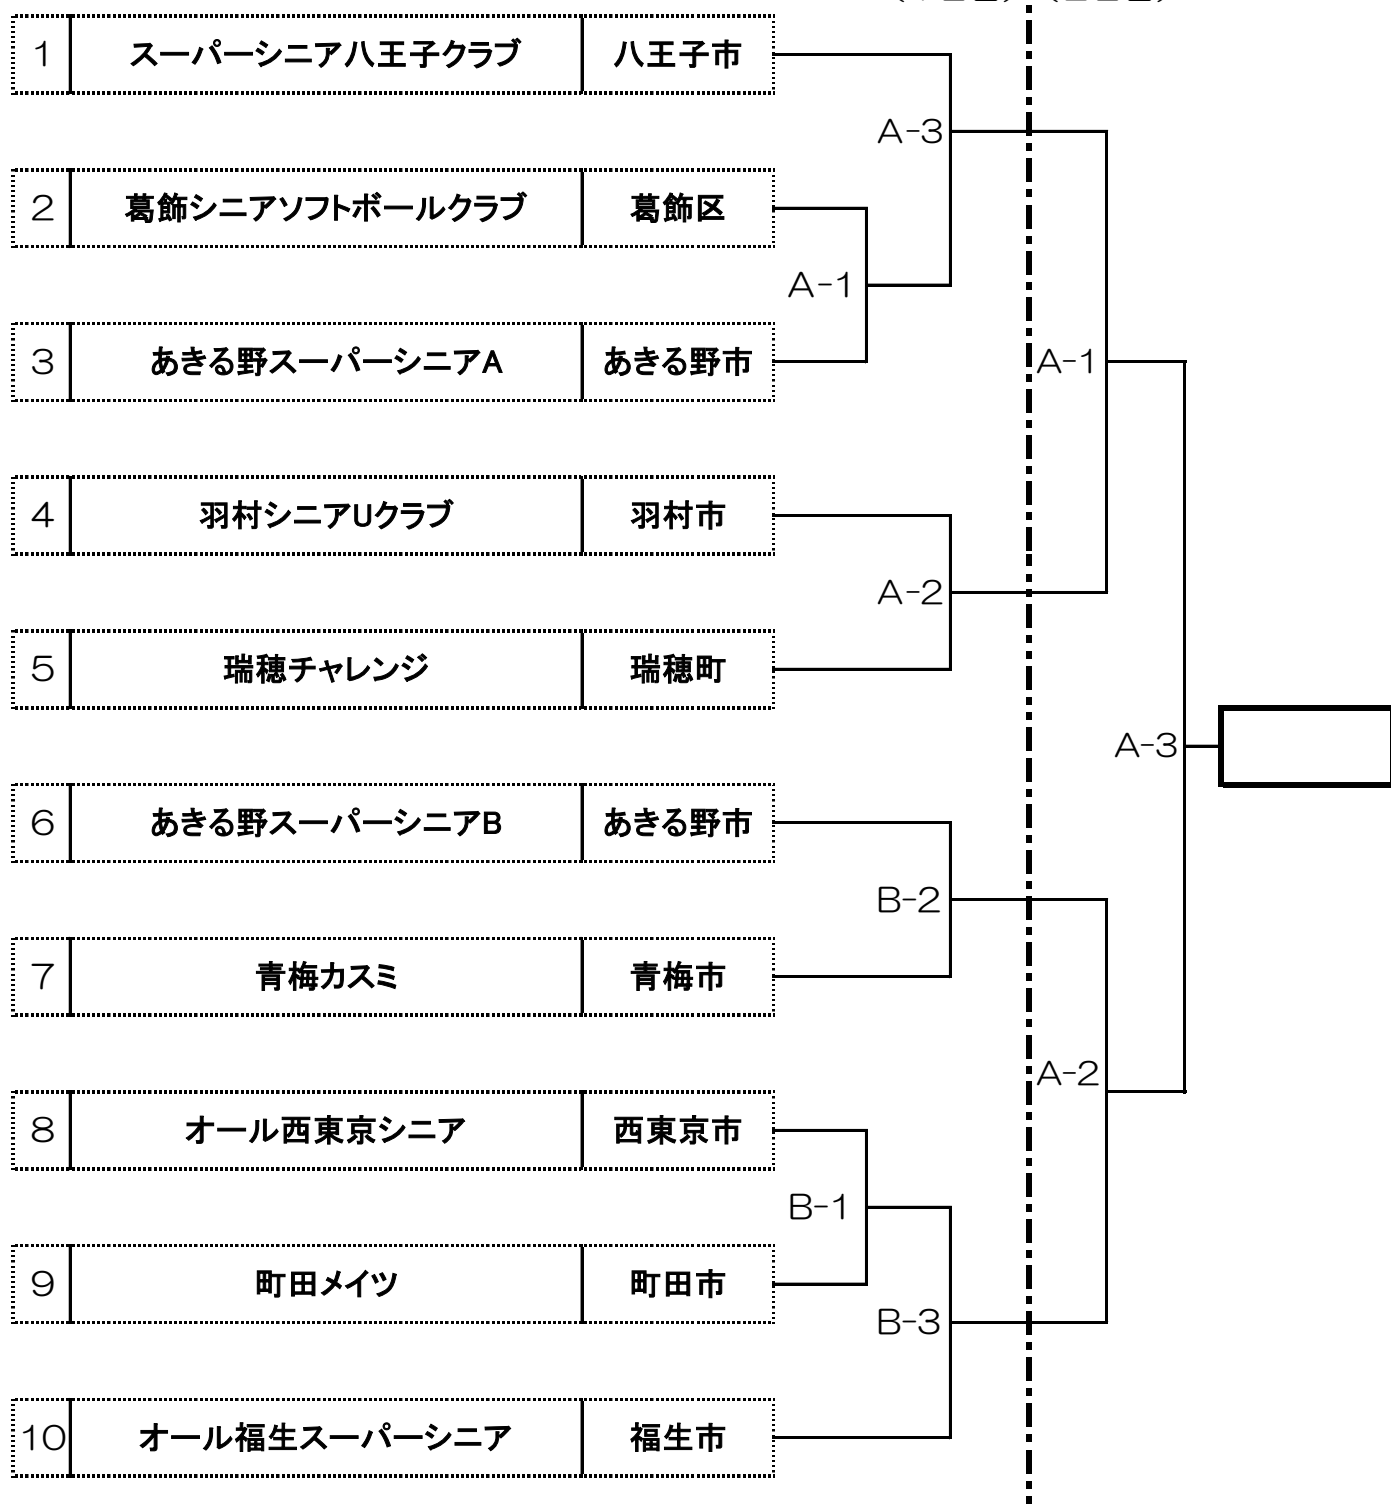 1 スーパーシニア八王子クラブ 八王子市
A-3
2 葛飾シニアソフトボールクラブ 葛飾区
A-1
3 あきる野スーパーシニアA あきる野市
A-1
4 羽村シニアUクラブ 羽村市
A-2
5 瑞穂チャレンジ 瑞穂町
A-3
6 あきる野スーパーシニアB あきる野市
B-2
7 青梅カスミ 青梅市
A-2
8 オール西東京シニア 西東京市
B-1
9 町田メイツ 町田市
B-3
10 オール福生スーパーシニア 福生市